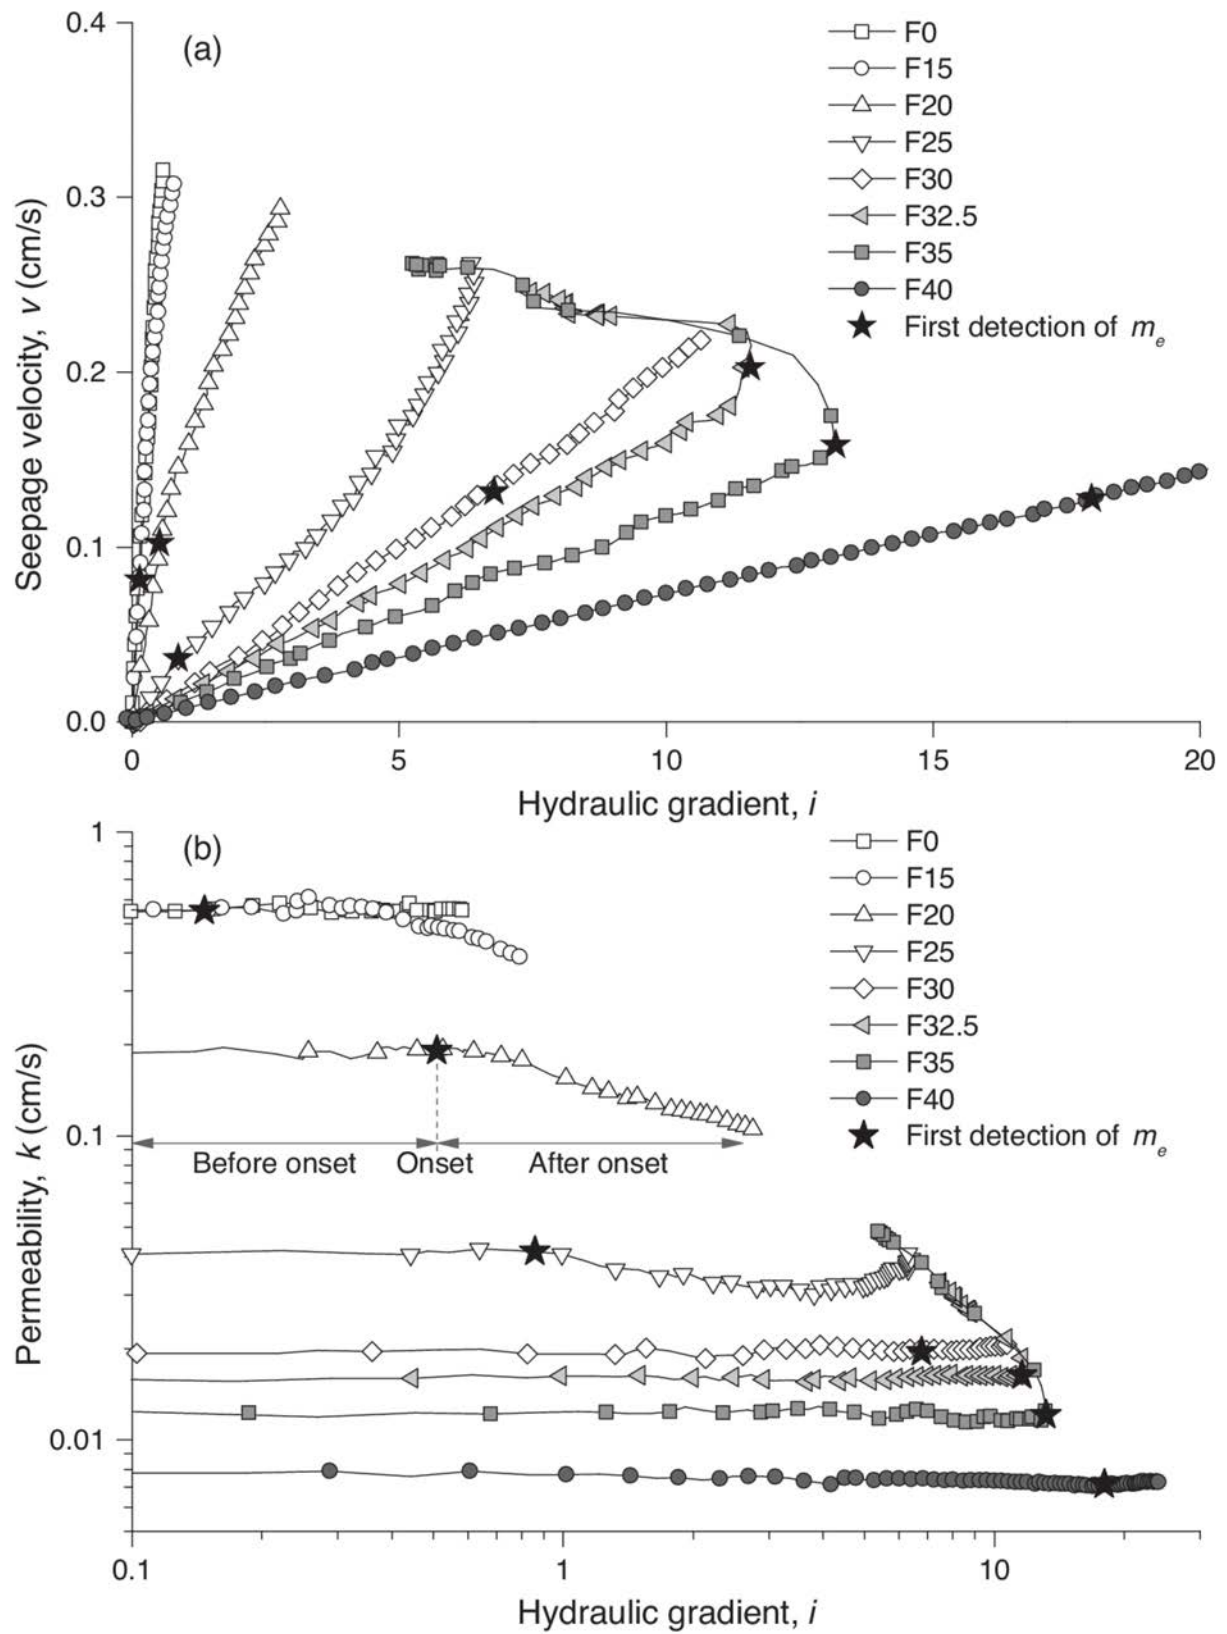 (a)
F0
F15
F20
F25
F30
F32.5
F35
F40
First detection of mₑ
Seepage velocity, v (cm/s)
0.4
0.3
0.2
0.1
0.0
0 5 10 15 20
Hydraulic gradient, i
(b)
F0
F15
F20
F25
F30
F32.5
F35
F40
First detection of mₑ
Before onset Onset After onset
Permeability, k (cm/s)
1
0.1
0.01
0.1 1 10
Hydraulic gradient, i